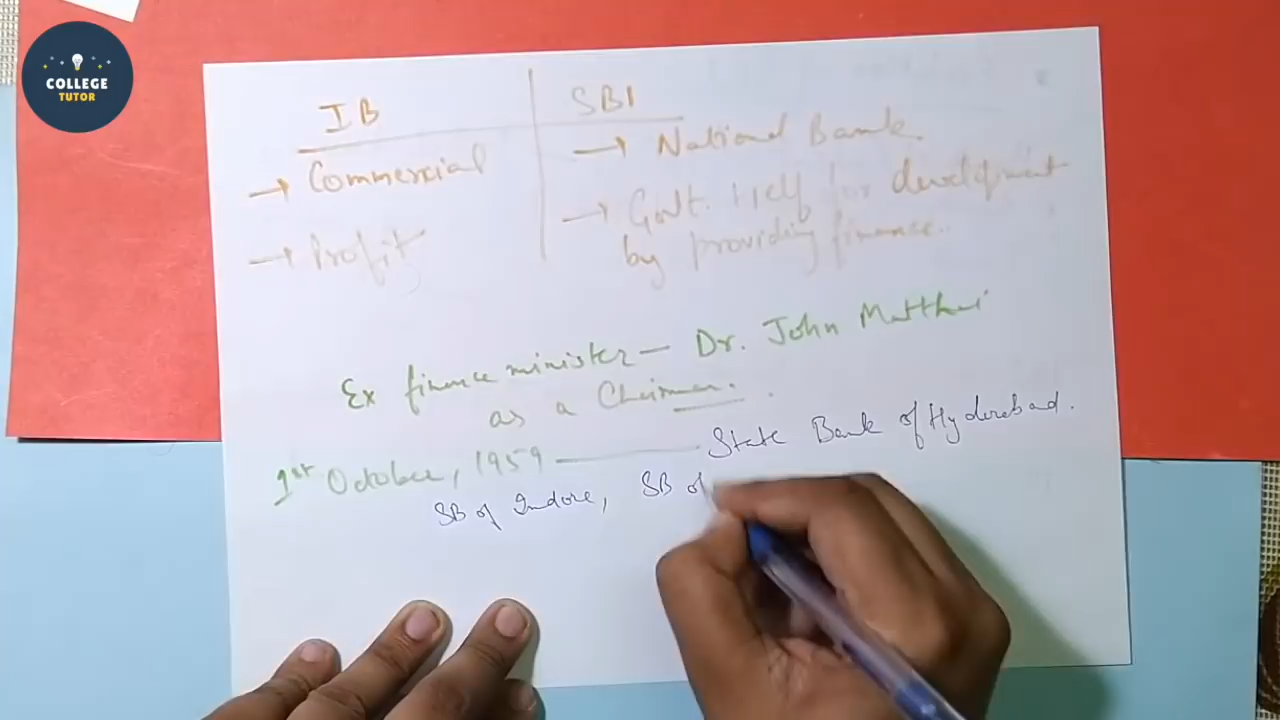 COLLEGE
TUTOR
IB
SBI
→ Commercial
→ National Bank.
→ Profit
→ Govt. Help for development
by providing finance.
Ex finance minister — Dr. John Matthai
as a Chairman.
1st October, 1959 — State Bank of Hyderabad.
SB of Indore, SB of